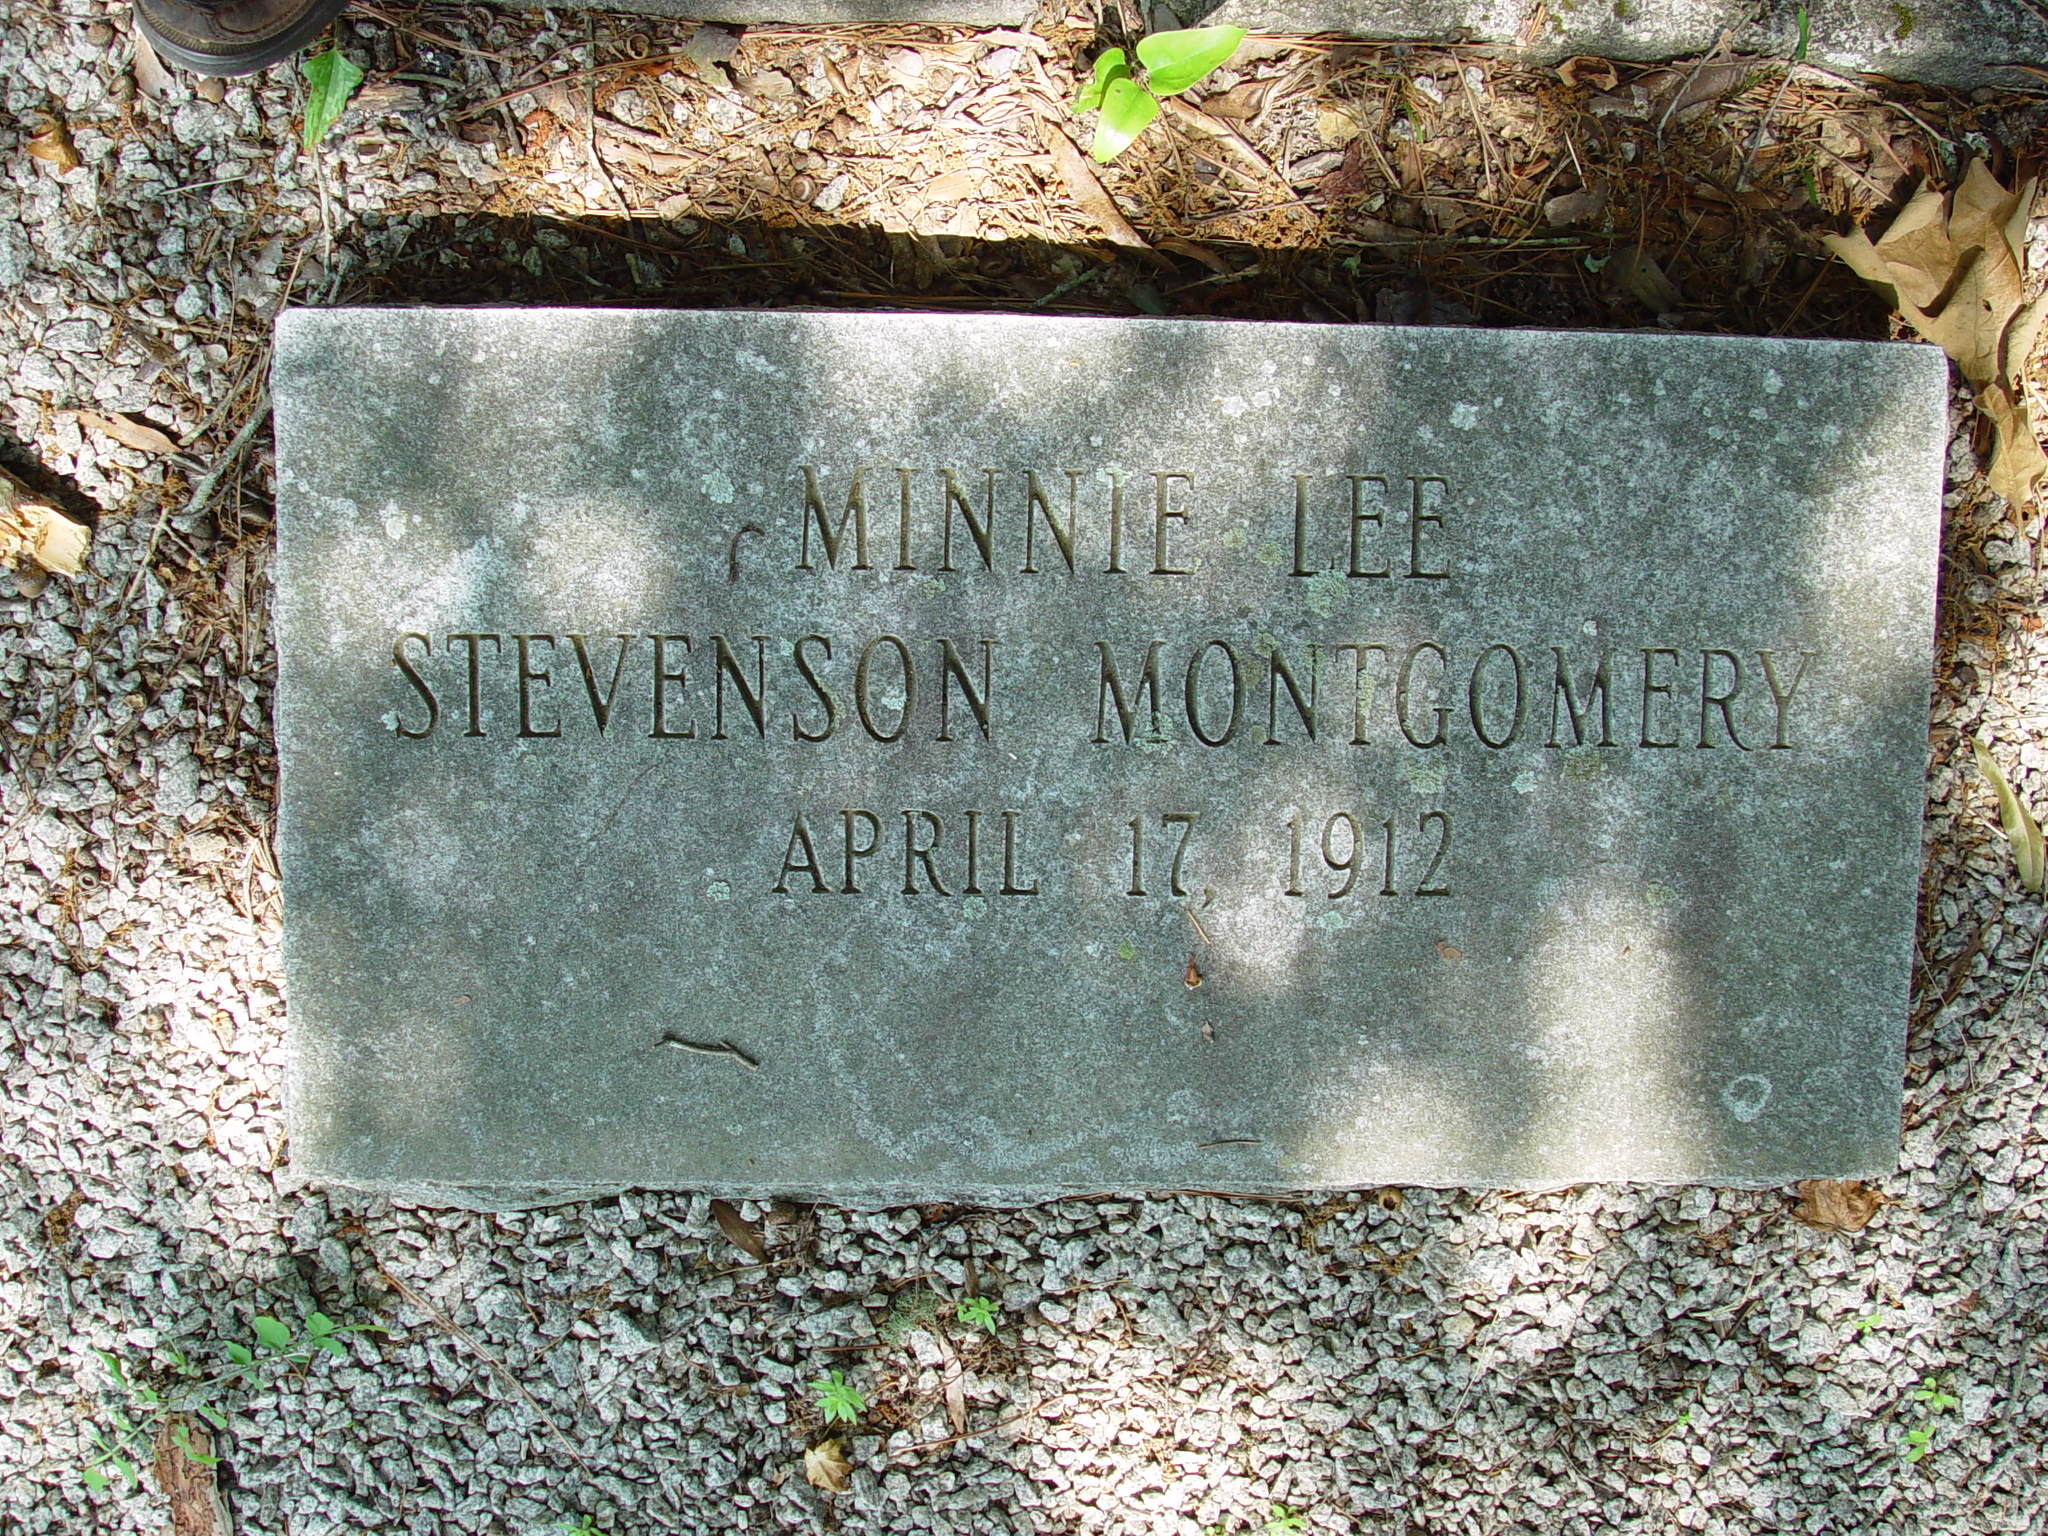 MINNIE LEE
STEVENSON MONTGOMERY
APRIL 17, 1912